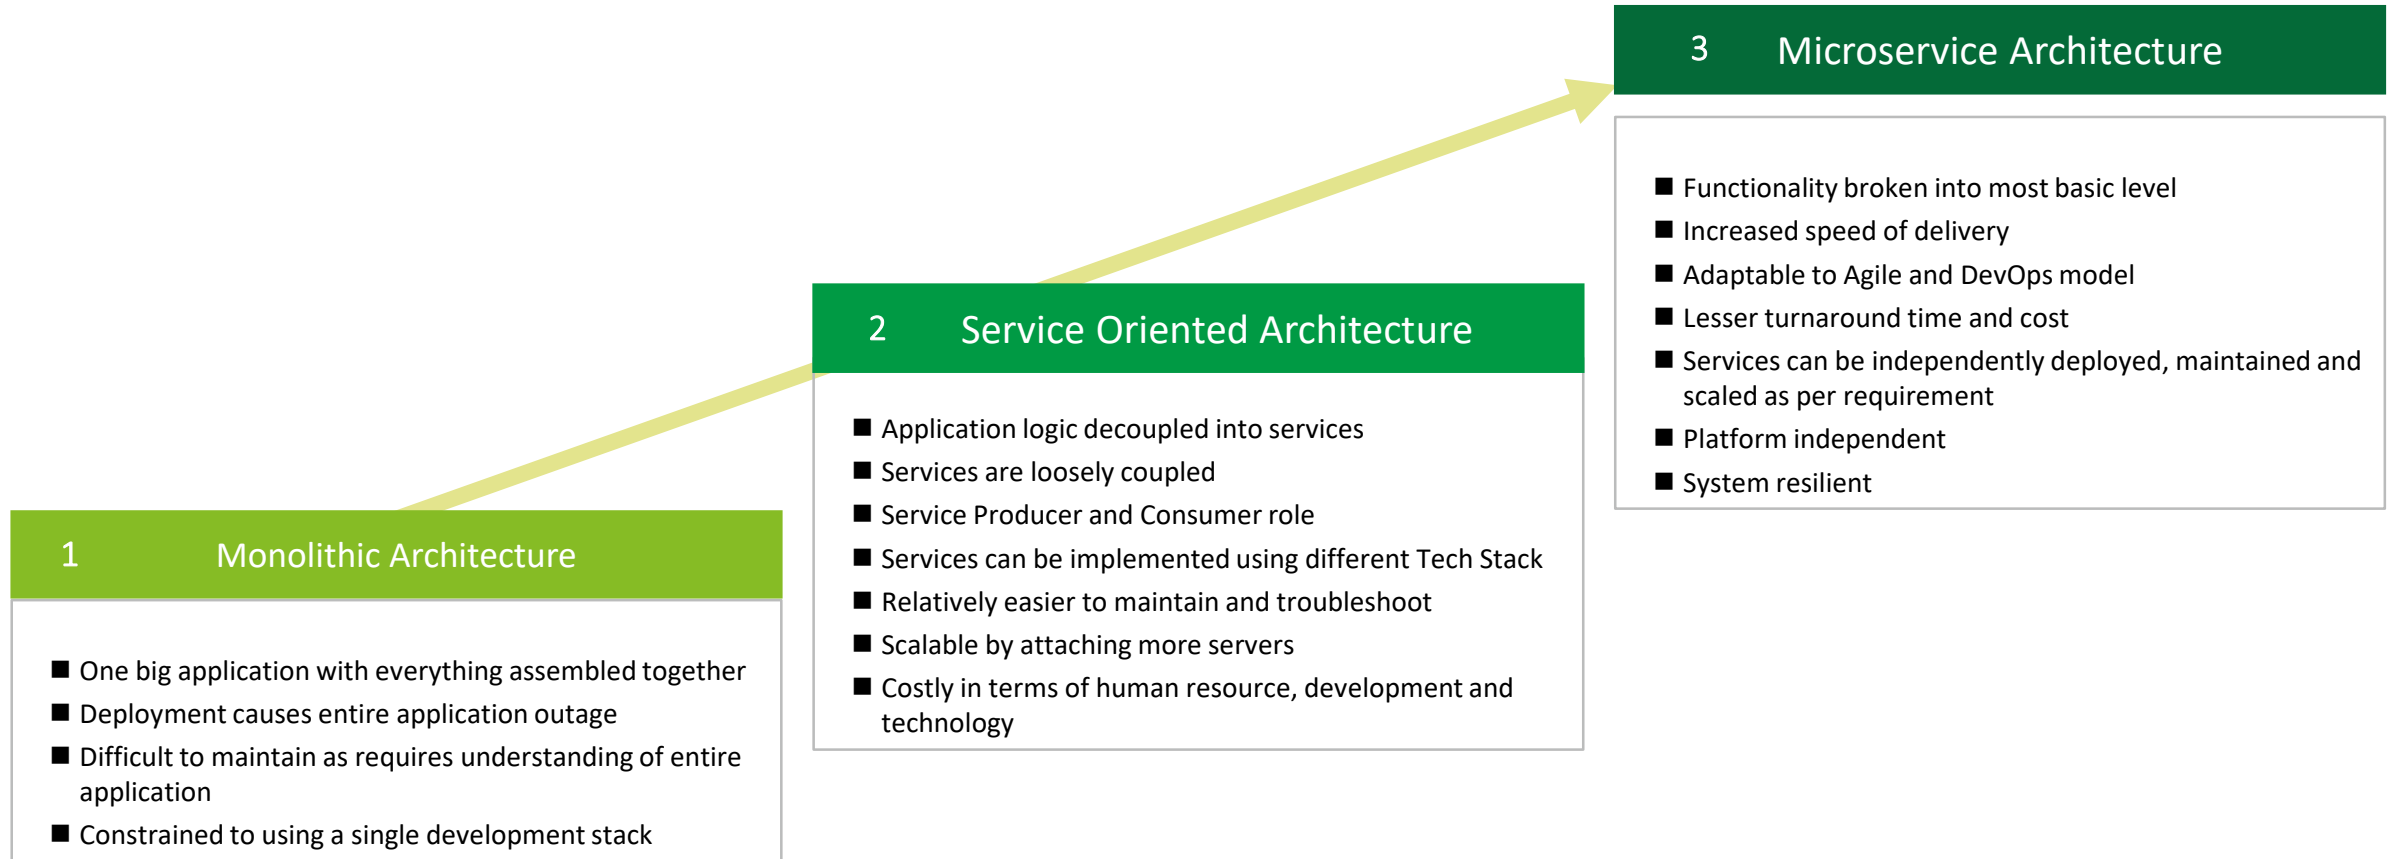 1 Monolithic Architecture
■ One big application with everything assembled together
■ Deployment causes entire application outage
■ Difficult to maintain as requires understanding of entire
application
■ Constrained to using a single development stack
2 Service Oriented Architecture
■ Application logic decoupled into services
■ Services are loosely coupled
■ Service Producer and Consumer role
■ Services can be implemented using different Tech Stack
■ Relatively easier to maintain and troubleshoot
■ Scalable by attaching more servers
■ Costly in terms of human resource, development and
technology
3 Microservice Architecture
■ Functionality broken into most basic level
■ Increased speed of delivery
■ Adaptable to Agile and DevOps model
■ Lesser turnaround time and cost
■ Services can be independently deployed, maintained and
scaled as per requirement
■ Platform independent
■ System resilient